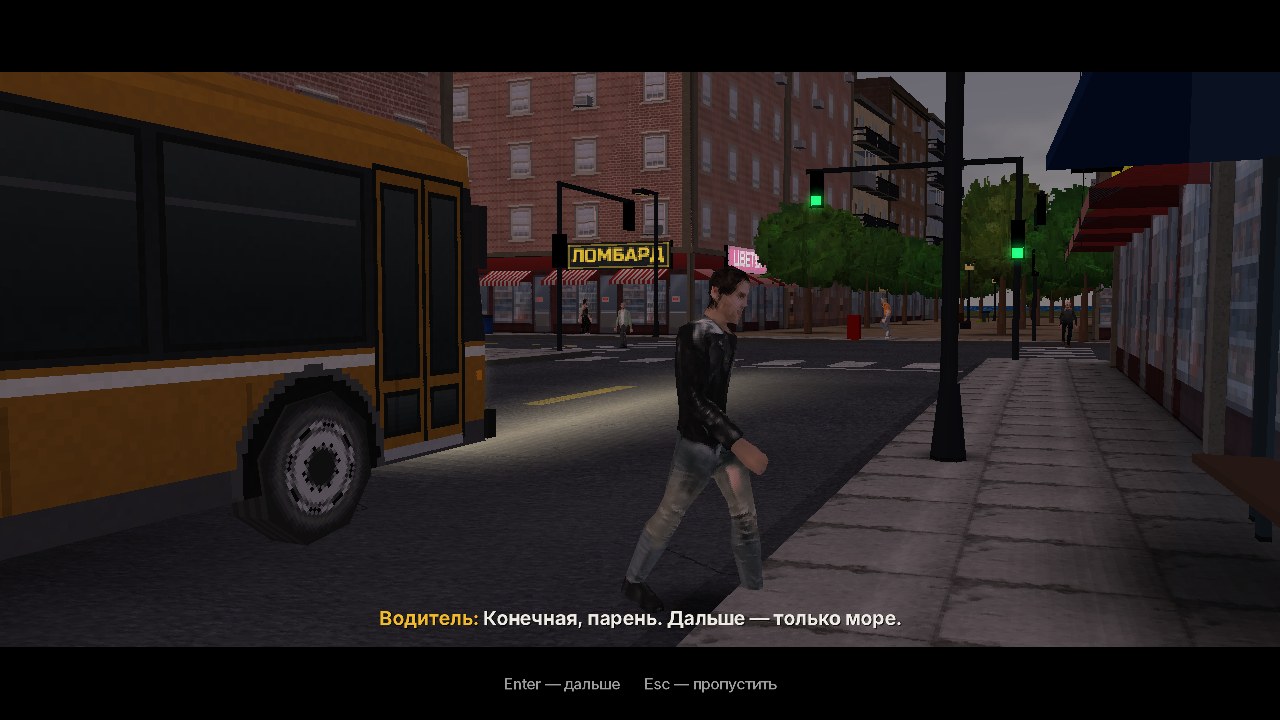 ЛОМБАРД
Водитель: Конечная, парень. Дальше — только море.
Enter — дальше Esc — пропустить